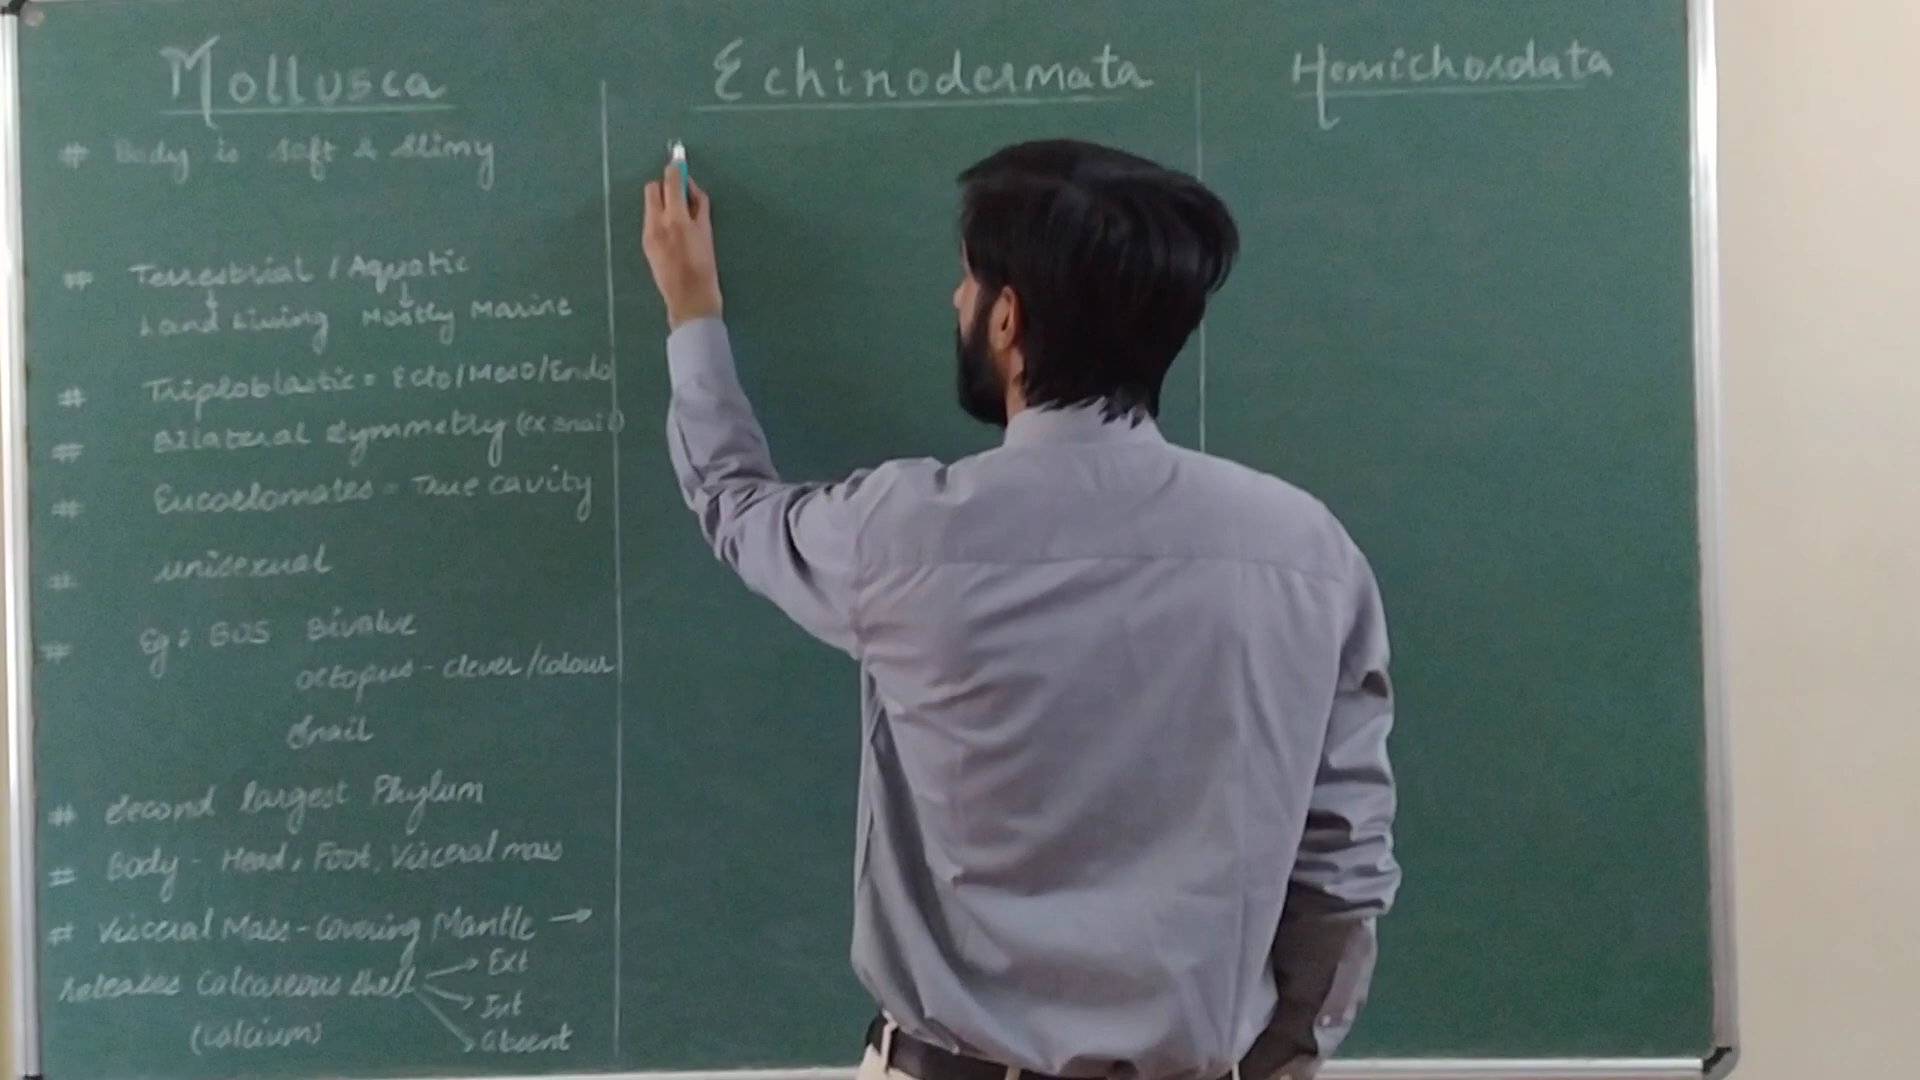 Mollusca
# Body is soft & slimy
# Terrestrial / Aquatic
↓ ↓
Land Living Mostly Marine
# Triploblastic = Ecto/Meso/Endo
# Bilateral symmetry (ex snail)
# Eucoelomates = True cavity
# unisexual
# Eg: BOS Bivalve
octopus - clever/colour
Snail
# Second largest Phylum
# Body - Head, Foot, Visceral mass
# Visceral Mass - Covering Mantle →
Releases Calcareous shell → Ext
→ Int
(calcium) → Absent
Echinodermata
Hemichordata